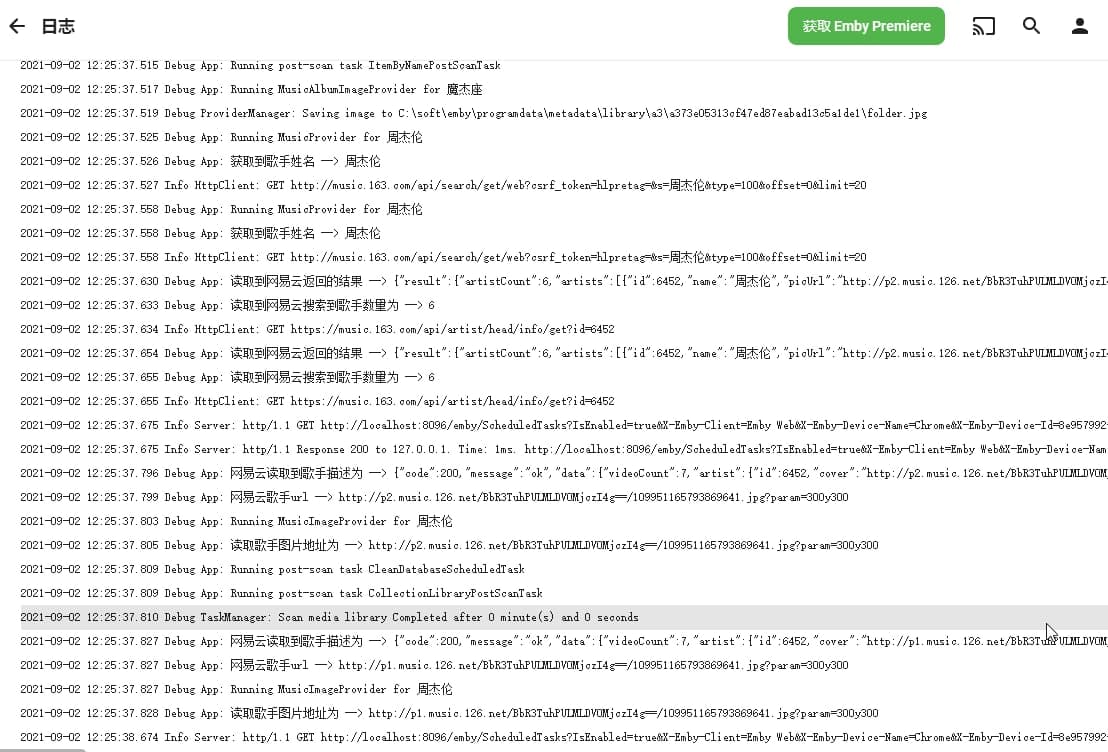 日志
获取 Emby Premiere
2021-09-02 12:25:37.515 Debug App: Running post-scan task ItemByNamePostScanTask
2021-09-02 12:25:37.517 Debug App: Running MusicAlbumImageProvider for 魔杰座
2021-09-02 12:25:37.519 Debug ProviderManager: Saving image to C:\soft\emby\programdata\metadata\library\a3\a373e05313cf47ed87eabad13c5a1de1\folder.jpg
2021-09-02 12:25:37.525 Debug App: Running MusicProvider for 周杰伦
2021-09-02 12:25:37.526 Debug App: 获取到歌手姓名 --> 周杰伦
2021-09-02 12:25:37.527 Info HttpClient: GET http://music.163.com/api/search/get/web?csrf_token=hlpretag=&s=周杰伦&type=100&offset=0&limit=20
2021-09-02 12:25:37.558 Debug App: Running MusicProvider for 周杰伦
2021-09-02 12:25:37.558 Debug App: 获取到歌手姓名 --> 周杰伦
2021-09-02 12:25:37.558 Info HttpClient: GET http://music.163.com/api/search/get/web?csrf_token=hlpretag=&s=周杰伦&type=100&offset=0&limit=20
2021-09-02 12:25:37.630 Debug App: 读取到网易云返回的结果 --> {"result":{"artistCount":6,"artists":[{"id":6452,"name":"周杰伦","picUrl":"http://p2.music.126.net/BbR3TuhPULMLDVOMjczI4
2021-09-02 12:25:37.633 Debug App: 读取到网易云搜索到歌手数量为 --> 6
2021-09-02 12:25:37.634 Info HttpClient: GET https://music.163.com/api/artist/head/info/get?id=6452
2021-09-02 12:25:37.654 Debug App: 读取到网易云返回的结果 --> {"result":{"artistCount":6,"artists":[{"id":6452,"name":"周杰伦","picUrl":"http://p2.music.126.net/BbR3TuhPULMLDVOMjczI4
2021-09-02 12:25:37.655 Debug App: 读取到网易云搜索到歌手数量为 --> 6
2021-09-02 12:25:37.655 Info HttpClient: GET https://music.163.com/api/artist/head/info/get?id=6452
2021-09-02 12:25:37.675 Info Server: http/1.1 GET http://localhost:8096/emby/ScheduledTasks?IsEnabled=true&X-Emby-Client=Emby Web&X-Emby-Device-Name=Chrome&X-Emby-Device-Id=8e957992
2021-09-02 12:25:37.675 Info Server: http/1.1 Response 200 to 127.0.0.1. Time: 1ms. http://localhost:8096/emby/ScheduledTasks?IsEnabled=true&X-Emby-Client=Emby Web&X-Emby-Device-Nam
2021-09-02 12:25:37.796 Debug App: 网易云读取到歌手描述为 --> {"code":200,"message":"ok","data":{"videoCount":7,"artist":{"id":6452,"cover":"http://p2.music.126.net/BbR3TuhPULMLDVOM
2021-09-02 12:25:37.799 Debug App: 网易云歌手url --> http://p2.music.126.net/BbR3TuhPULMLDVOMjczI4g==/109951165793869641.jpg?param=300y300
2021-09-02 12:25:37.803 Debug App: Running MusicImageProvider for 周杰伦
2021-09-02 12:25:37.805 Debug App: 读取歌手图片地址为 --> http://p2.music.126.net/BbR3TuhPULMLDVOMjczI4g==/109951165793869641.jpg?param=300y300
2021-09-02 12:25:37.809 Debug App: Running post-scan task CleanDatabaseScheduledTask
2021-09-02 12:25:37.809 Debug App: Running post-scan task CollectionLibraryPostScanTask
2021-09-02 12:25:37.810 Debug TaskManager: Scan media library Completed after 0 minute(s) and 0 seconds
2021-09-02 12:25:37.827 Debug App: 网易云读取到歌手描述为 --> {"code":200,"message":"ok","data":{"videoCount":7,"artist":{"id":6452,"cover":"http://p1.music.126.net/BbR3TuhPULMLDVOM
2021-09-02 12:25:37.827 Debug App: 网易云歌手url --> http://p1.music.126.net/BbR3TuhPULMLDVOMjczI4g==/109951165793869641.jpg?param=300y300
2021-09-02 12:25:37.827 Debug App: Running MusicImageProvider for 周杰伦
2021-09-02 12:25:37.828 Debug App: 读取歌手图片地址为 --> http://p1.music.126.net/BbR3TuhPULMLDVOMjczI4g==/109951165793869641.jpg?param=300y300
2021-09-02 12:25:38.674 Info Server: http/1.1 GET http://localhost:8096/emby/ScheduledTasks?IsEnabled=true&X-Emby-Client=Emby Web&X-Emby-Device-Name=Chrome&X-Emby-Device-Id=8e957992